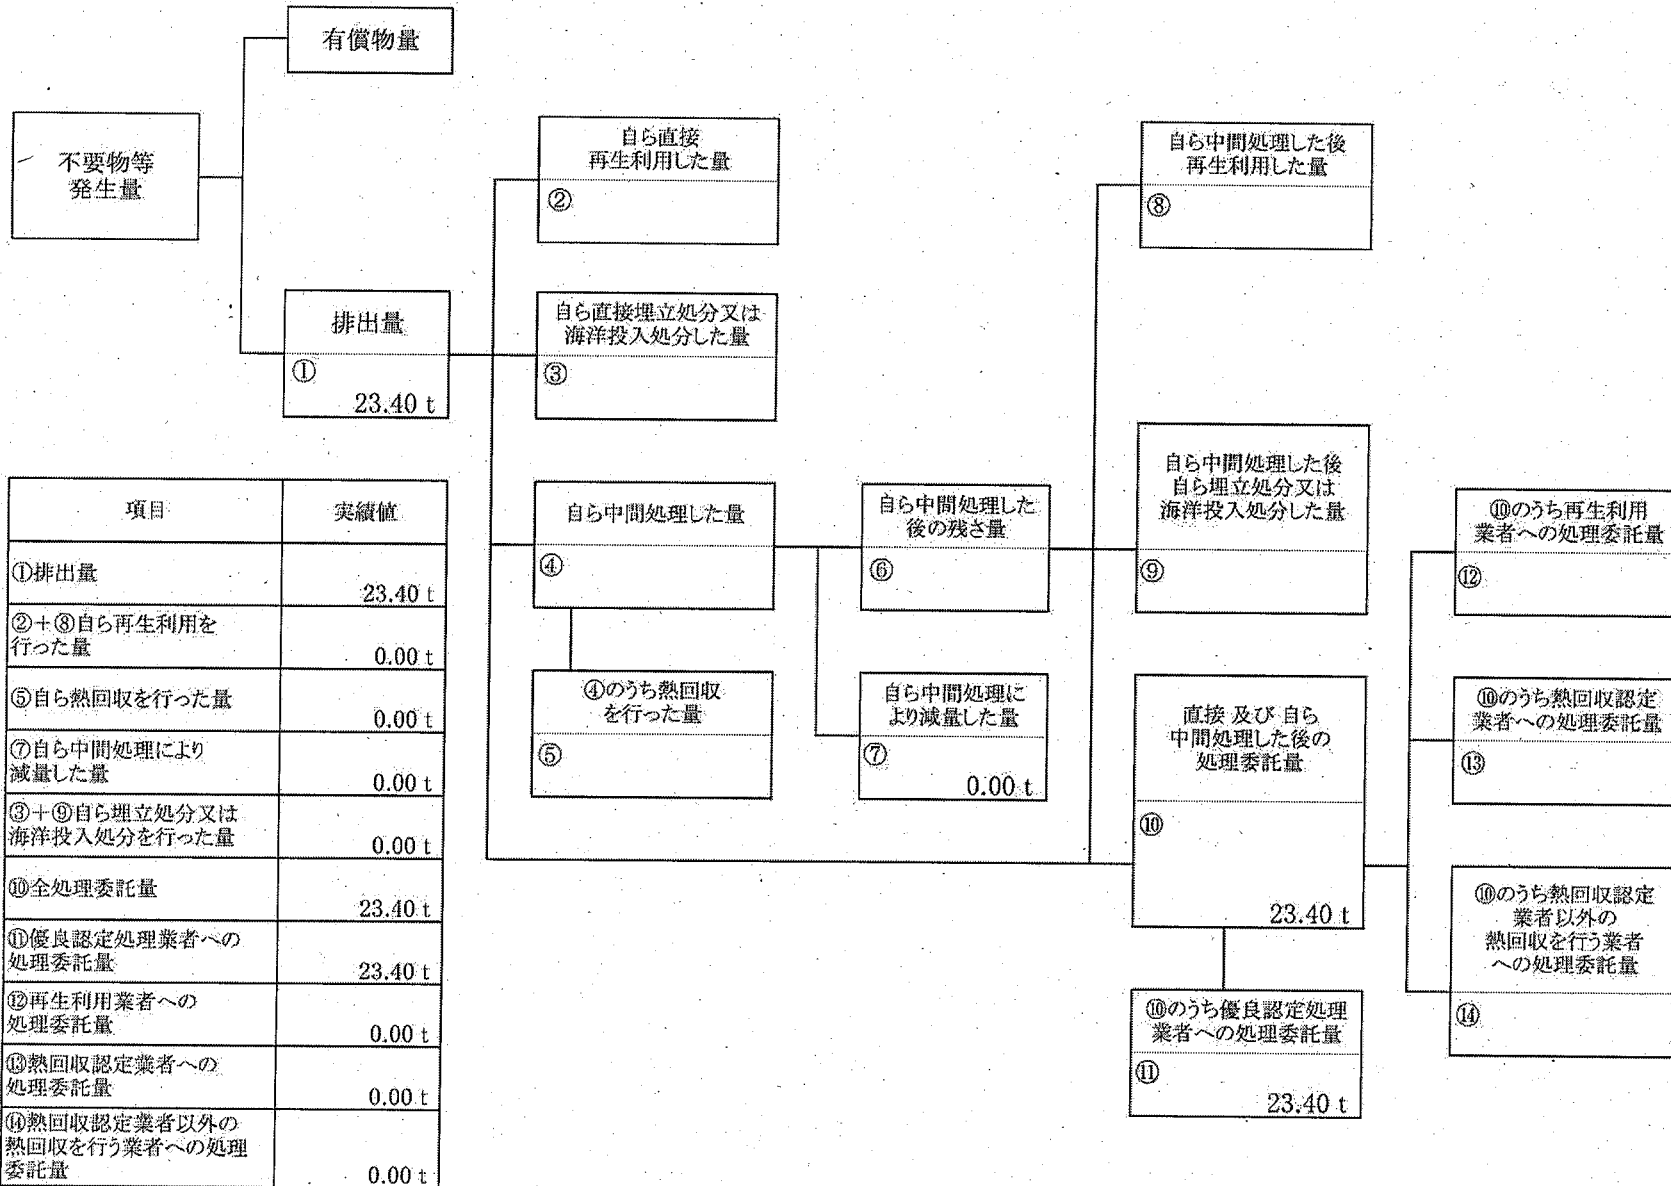 有償物量
不要物等
発生量
排出量
①
23.40 t
自ら直接
再生利用した量
②
自ら直接埋立処分又は
海洋投入処分した量
③
自ら中間処理した量
④
④のうち熱回収
を行った量
⑤
自ら中間処理した
後の残さ量
⑥
自ら中間処理に
より減量した量
⑦
0.00 t
自ら中間処理した後
再生利用した量
⑧
自ら中間処理した後
自ら埋立処分又は
海洋投入処分した量
⑨
直接 及び 自ら
中間処理した後の
処理委託量
⑩
23.40 t
⑩のうち優良認定処理
業者への処理委託量
⑪
23.40 t
⑩のうち再生利用
業者への処理委託量
⑫
⑩のうち熱回収認定
業者への処理委託量
⑬
⑩のうち熱回収認定
業者以外の
熱回収を行う業者
への処理委託量
⑭
項目 実績値
①排出量
23.40 t
②+⑧自ら再生利用を
行った量
0.00 t
⑤自ら熱回収を行った量
0.00 t
⑦自ら中間処理により
減量した量
0.00 t
③+⑨自ら埋立処分又は
海洋投入処分を行った量
0.00 t
⑩全処理委託量
23.40 t
⑪優良認定処理業者への
処理委託量
23.40 t
⑫再生利用業者への
処理委託量
0.00 t
⑬熱回収認定業者への
処理委託量
0.00 t
⑭熱回収認定業者以外の
熱回収を行う業者への処理
委託量
0.00 t